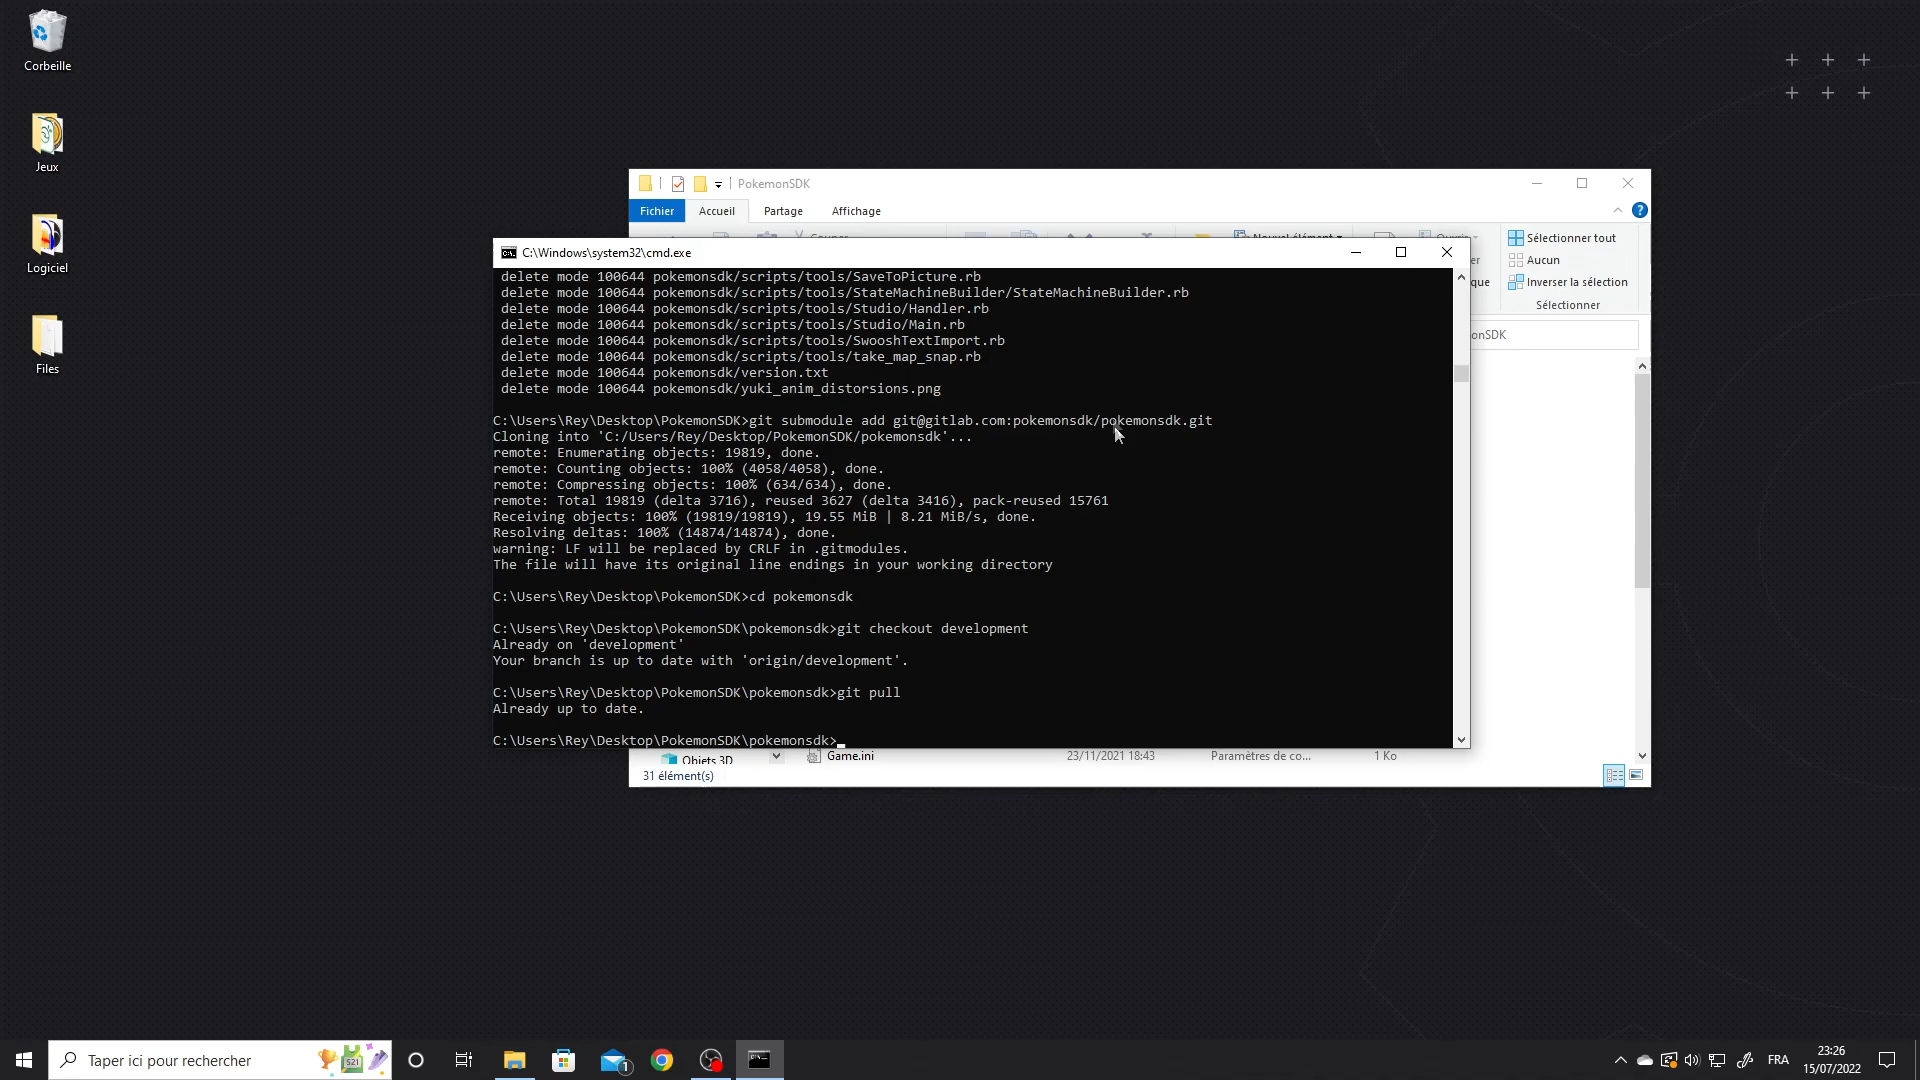 Corbeille
Jeux
Logiciel
Files
PokemonSDK
Fichier
Accueil
Partage
Affichage
Sélectionner tout
Aucun
Inverser la sélection
Sélectionner
onSDK
C:\Windows\system32\cmd.exe
delete mode 100644 pokemonsdk/scripts/tools/SaveToPicture.rb
delete mode 100644 pokemonsdk/scripts/tools/StateMachineBuilder/StateMachineBuilder.rb
delete mode 100644 pokemonsdk/scripts/tools/Studio/Handler.rb
delete mode 100644 pokemonsdk/scripts/tools/Studio/Main.rb
delete mode 100644 pokemonsdk/scripts/tools/SwooshTextImport.rb
delete mode 100644 pokemonsdk/scripts/tools/take_map_snap.rb
delete mode 100644 pokemonsdk/version.txt
delete mode 100644 pokemonsdk/yuki_anim_distorsions.png
C:\Users\Rey\Desktop\PokemonSDK>git submodule add git@gitlab.com:pokemonsdk/pokemonsdk.git
Cloning into 'C:/Users/Rey/Desktop/PokemonSDK/pokemonsdk'...
remote: Enumerating objects: 19819, done.
remote: Counting objects: 100% (4058/4058), done.
remote: Compressing objects: 100% (634/634), done.
remote: Total 19819 (delta 3716), reused 3627 (delta 3416), pack-reused 15761
Receiving objects: 100% (19819/19819), 19.55 MiB | 8.21 MiB/s, done.
Resolving deltas: 100% (14874/14874), done.
warning: LF will be replaced by CRLF in .gitmodules.
The file will have its original line endings in your working directory
C:\Users\Rey\Desktop\PokemonSDK>cd pokemonsdk
C:\Users\Rey\Desktop\PokemonSDK\pokemonsdk>git checkout development
Already on 'development'
Your branch is up to date with 'origin/development'.
C:\Users\Rey\Desktop\PokemonSDK\pokemonsdk>git pull
Already up to date.
C:\Users\Rey\Desktop\PokemonSDK\pokemonsdk>
Objets 3D
Game.ini 23/11/2021 18:43 Paramètres de co... 1 Ko
31 élément(s)
Taper ici pour rechercher
521
1
FRA
23:26
15/07/2022